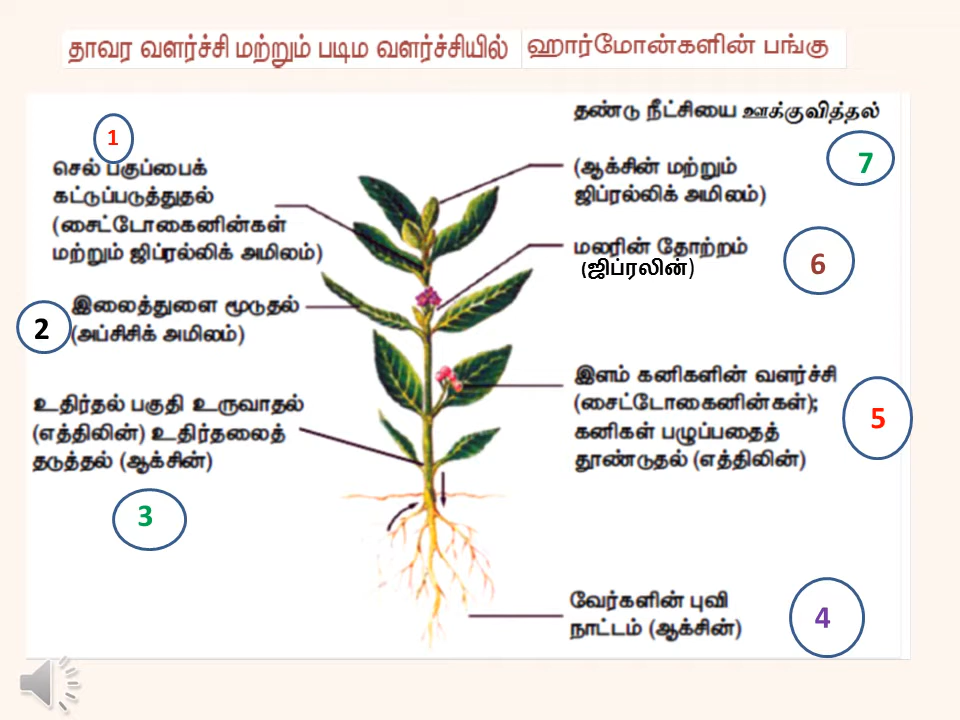 தாவர வளர்ச்சி மற்றும் படிம வளர்ச்சியில் ஹார்மோன்களின் பங்கு
1
செல் பகுப்பைக்
கட்டுப்படுத்துதல்
(சைட்டோகைனின்கள்
மற்றும் ஜிப்ரல்லிக் அமிலம்)
2
இலைத்துளை மூடுதல்
(அப்சிசிக் அமிலம்)
உதிர்தல் பகுதி உருவாதல்
(எத்திலின்) உதிர்தலைத்
தடுத்தல் (ஆக்சின்)
3
தண்டு நீட்சியை ஊக்குவித்தல்
7
(ஆக்சின் மற்றும்
ஜிப்ரல்லிக் அமிலம்)
மலரின் தோற்றம்
(ஜிப்ரலின்)
6
இளம் கனிகளின் வளர்ச்சி
(சைட்டோகைனின்கள்);
கனிகள் பழுப்பதைத்
தூண்டுதல் (எத்திலின்)
5
வேர்களின் புவி
நாட்டம் (ஆக்சின்)
4